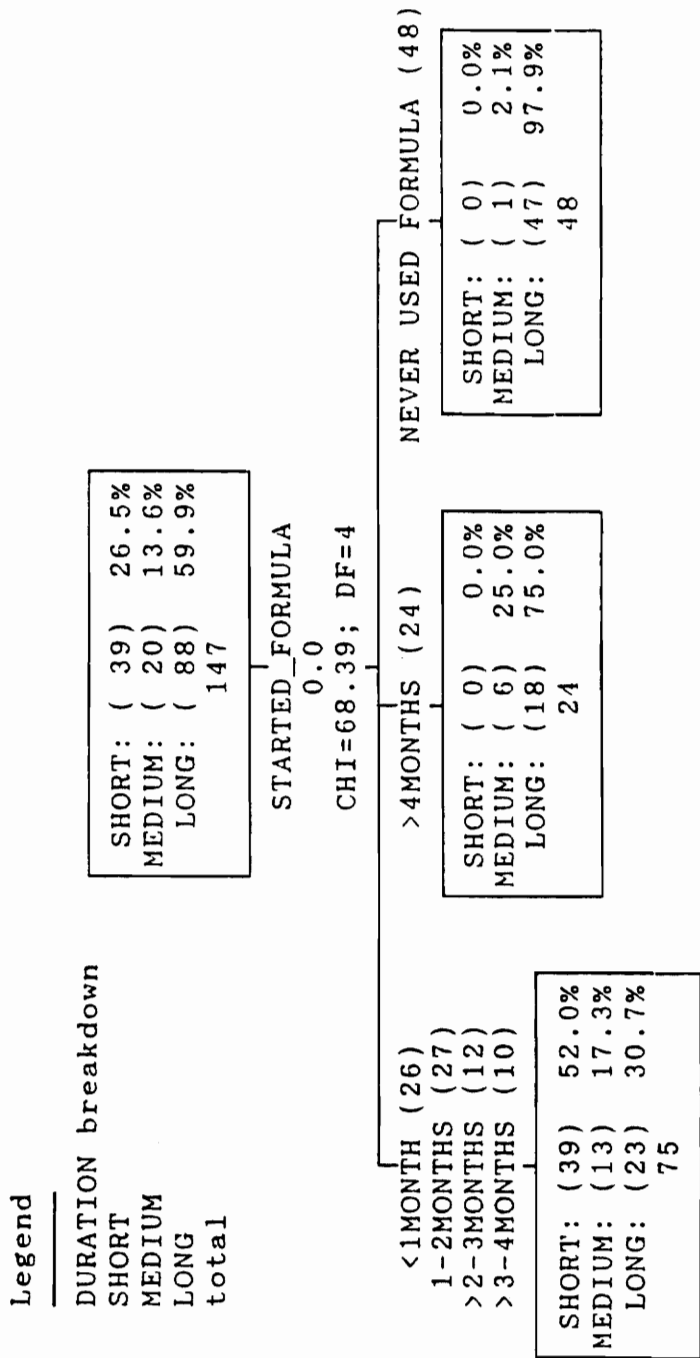 Legend
DURATION breakdown
SHORT
MEDIUM
LONG
total
SHORT: ( 39) 26.5%
MEDIUM: ( 20) 13.6%
LONG: ( 88) 59.9%
147
STARTED_FORMULA
0.0
CHI=68.39; DF=4
<1MONTH (26)
1-2MONTHS (27)
>2-3MONTHS (12)
>3-4MONTHS (10)
SHORT: (39) 52.0%
MEDIUM: (13) 17.3%
LONG: (23) 30.7%
75
>4MONTHS (24)
SHORT: ( 0) 0.0%
MEDIUM: ( 6) 25.0%
LONG: (18) 75.0%
24
NEVER USED FORMULA (48)
SHORT: ( 0) 0.0%
MEDIUM: ( 1) 2.1%
LONG: (47) 97.9%
48